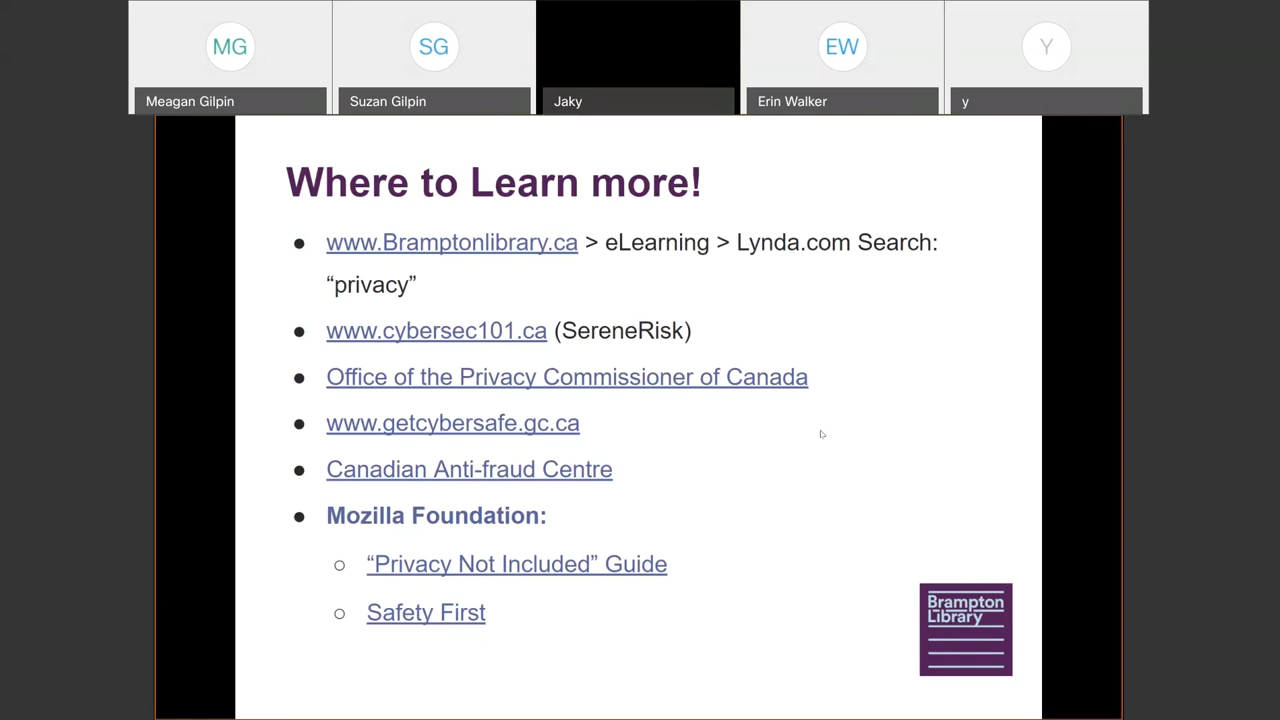 MG
SG
EW
Y
Meagan Gilpin
Suzan Gilpin
Jaky
Erin Walker
y
Where to Learn more!
● www.Bramptonlibrary.ca > eLearning > Lynda.com Search:
“privacy”
● www.cybersec101.ca (SereneRisk)
● Office of the Privacy Commissioner of Canada
● www.getcybersafe.gc.ca
● Canadian Anti-fraud Centre
● Mozilla Foundation:
○ “Privacy Not Included” Guide
○ Safety First
Brampton
Library